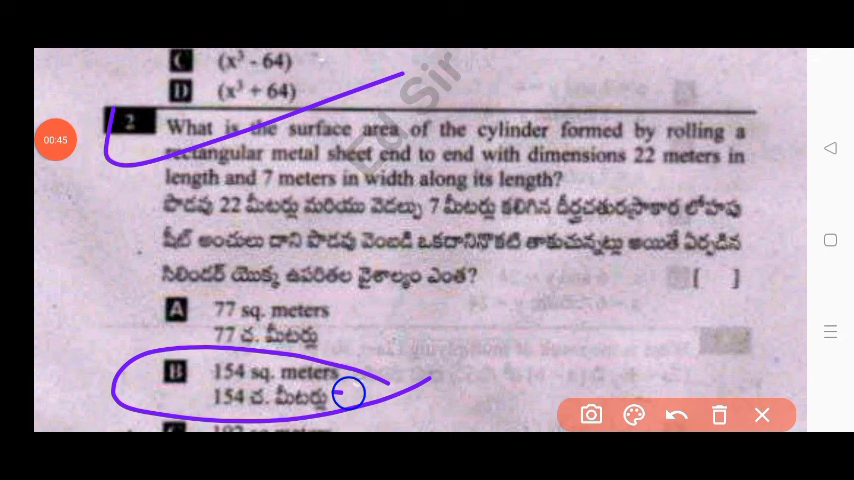 C (x³ - 64)
D (x³ + 64)
Ed Sir
2 What is the surface area of the cylinder formed by rolling a
rectangular metal sheet end to end with dimensions 22 meters in
length and 7 meters in width along its length?
పొడవు 22 మీటర్లు మరియు వెడల్పు 7 మీటర్లు కలిగిన దీర్ఘచతురస్రాకార లోహపు
షీట్ అంచులు దాని పొడవు వెంబడి ఒకదానినొకటి తాకుచున్నట్లు అయితే ఏర్పడిన
సిలిండర్ యొక్క ఉపరితల వైశాల్యం ఎంత? [ ]
A 77 sq. meters
77 చ. మీటర్లు
B 154 sq. meters
154 చ. మీటర్లు
00:45